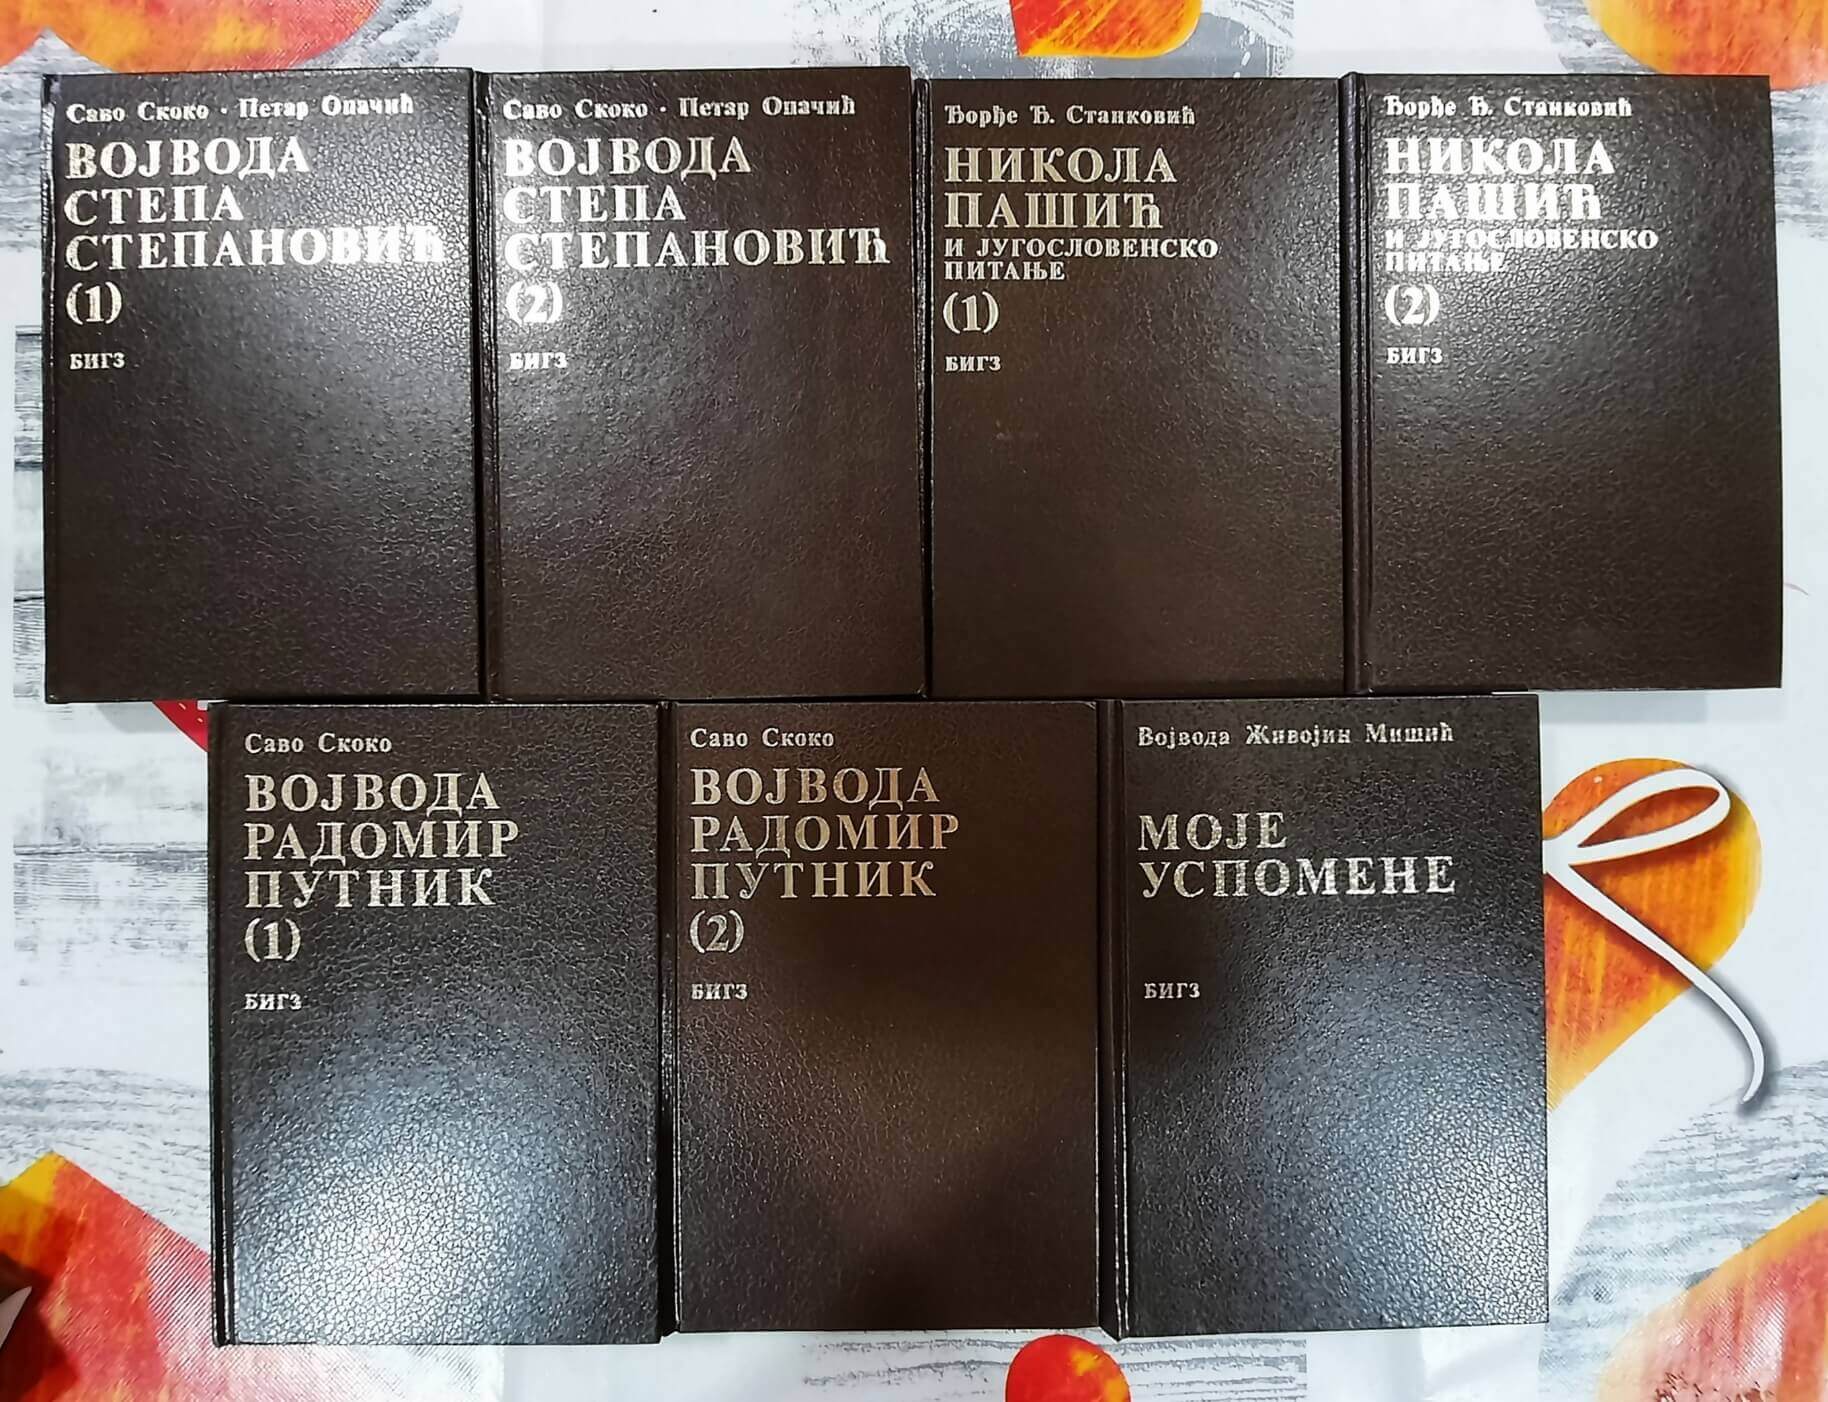 Саво Скоко · Петар Опачић
ВОЈВОДА
СТЕПА
СТЕПАНОВИЋ
(1)
БИГЗ
Саво Скоко · Петар Опачић
ВОЈВОДА
СТЕПА
СТЕПАНОВИЋ
(2)
БИГЗ
Ђорђе Ђ. Станковић
НИКОЛА
ПАШИЋ
И ЈУГОСЛОВЕНСКО
ПИТАЊЕ
(1)
БИГЗ
Ђорђе Ђ. Станковић
НИКОЛА
ПАШИЋ
И ЈУГОСЛОВЕНСКО
ПИТАЊЕ
(2)
БИГЗ
Саво Скоко
ВОЈВОДА
РАДОМИР
ПУТНИК
(1)
БИГЗ
Саво Скоко
ВОЈВОДА
РАДОМИР
ПУТНИК
(2)
БИГЗ
Војвода Живојин Мишић
МОЈЕ
УСПОМЕНЕ
БИГЗ